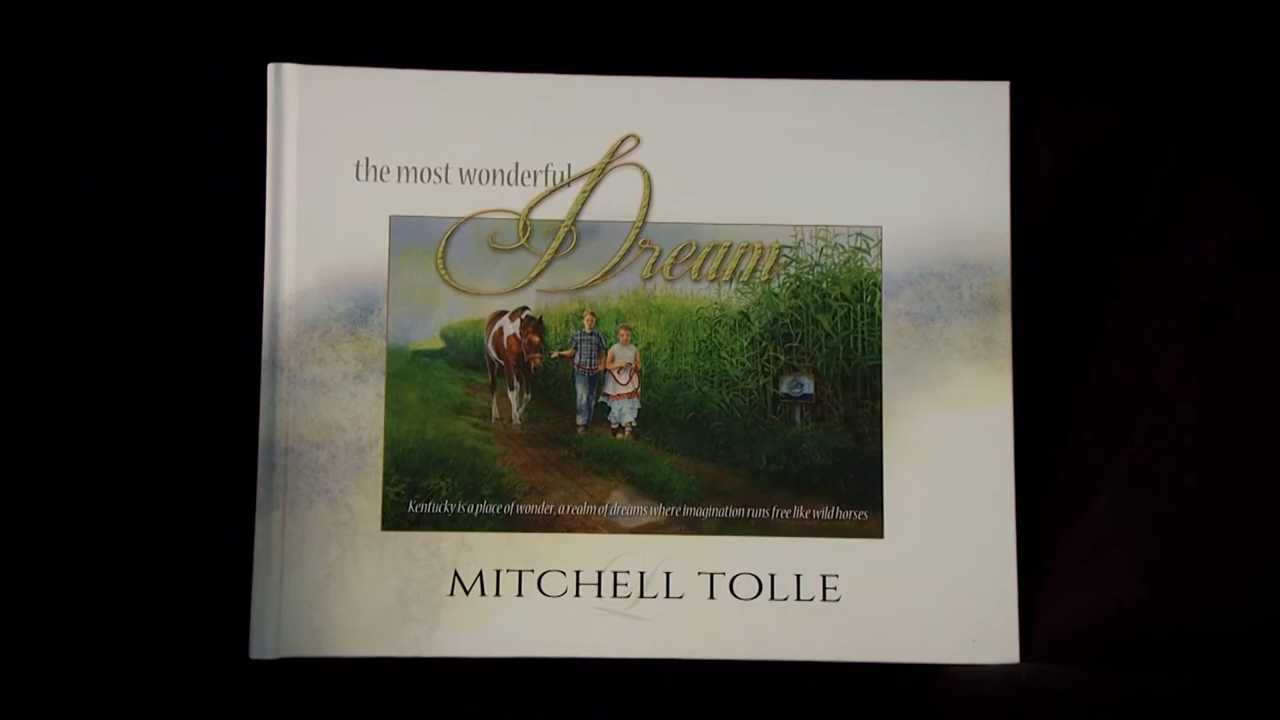 the most wonderful
Dream
Kentucky is a place of wonder, a realm of dreams where imagination runs free like wild horses
MITCHELL TOLLE